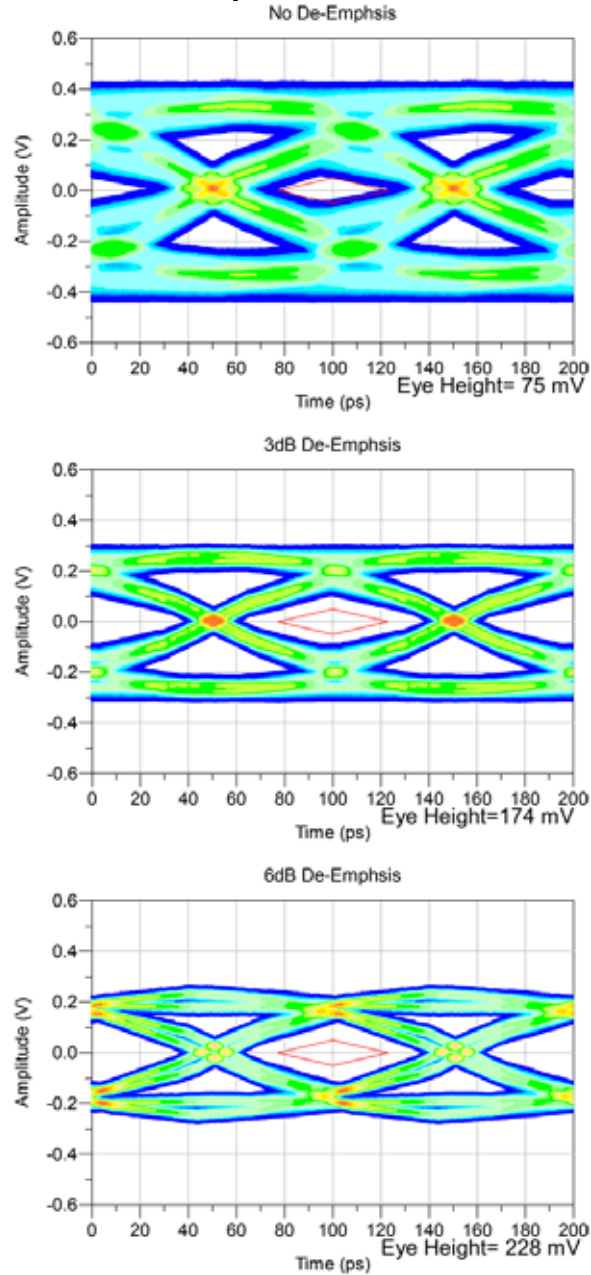 No De-Emphsis
0.6
0.4
0.2
0.0
-0.2
-0.4
-0.6
Amplitude (V)
0 20 40 60 80 100 120 140 160 180 200
Eye Height= 75 mV
Time (ps)
3dB De-Emphsis
0.6
0.4
0.2
0.0
-0.2
-0.4
-0.6
Amplitude (V)
0 20 40 60 80 100 120 140 160 180 200
Eye Height=174 mV
Time (ps)
6dB De-Emphsis
0.6
0.4
0.2
0.0
-0.2
-0.4
-0.6
Amplitude (V)
0 20 40 60 80 100 120 140 160 180 200
Eye Height= 228 mV
Time (ps)